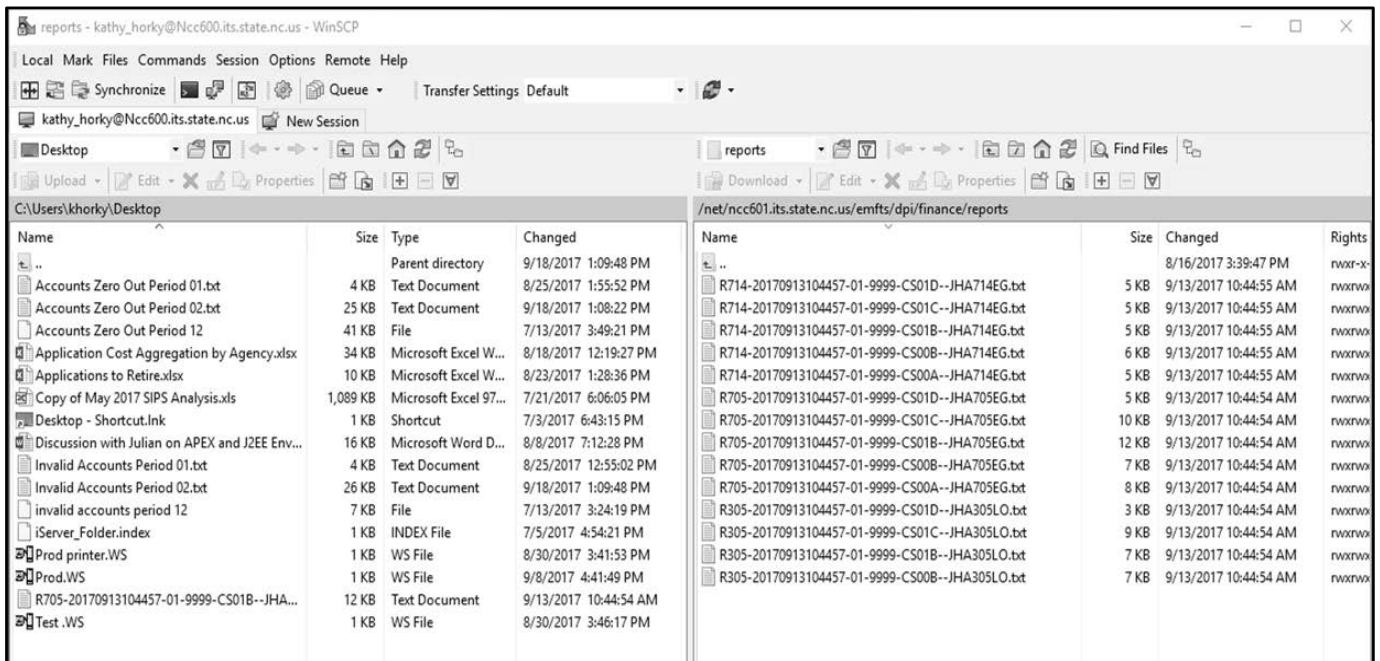 reports - kathy_horky@Ncc600.its.state.nc.us - WinSCP
Local Mark Files Commands Session Options Remote Help
Synchronize Queue Transfer Settings Default
kathy_horky@Ncc600.its.state.nc.us New Session
Desktop reports Find Files
Upload Edit Properties Download Edit Properties
C:\Users\khorky\Desktop /net/ncc601.its.state.nc.us/emfts/dpi/finance/reports
Name Size Type Changed Name Size Changed Rights
.. Parent directory 9/18/2017 1:09:48 PM .. 8/16/2017 3:39:47 PM rwxr-x-
Accounts Zero Out Period 01.txt 4 KB Text Document 8/25/2017 1:55:52 PM R714-20170913104457-01-9999-CS01D--JHA714EG.txt 5 KB 9/13/2017 10:44:55 AM rwxrwx
Accounts Zero Out Period 02.txt 25 KB Text Document 9/18/2017 1:08:22 PM R714-20170913104457-01-9999-CS01C--JHA714EG.txt 5 KB 9/13/2017 10:44:55 AM rwxrwx
Accounts Zero Out Period 12 41 KB File 7/13/2017 3:49:21 PM R714-20170913104457-01-9999-CS01B--JHA714EG.txt 5 KB 9/13/2017 10:44:55 AM rwxrwx
Application Cost Aggregation by Agency.xlsx 34 KB Microsoft Excel W... 8/18/2017 12:19:27 PM R714-20170913104457-01-9999-CS00B--JHA714EG.txt 6 KB 9/13/2017 10:44:55 AM rwxrwx
Applications to Retire.xlsx 10 KB Microsoft Excel W... 8/23/2017 1:28:36 PM R714-20170913104457-01-9999-CS00A--JHA714EG.txt 5 KB 9/13/2017 10:44:55 AM rwxrwx
Copy of May 2017 SIPS Analysis.xls 1,089 KB Microsoft Excel 97... 7/21/2017 6:06:05 PM R705-20170913104457-01-9999-CS01D--JHA705EG.txt 5 KB 9/13/2017 10:44:54 AM rwxrwx
Desktop - Shortcut.lnk 1 KB Shortcut 7/3/2017 6:43:15 PM R705-20170913104457-01-9999-CS01C--JHA705EG.txt 10 KB 9/13/2017 10:44:54 AM rwxrwx
Discussion with Julian on APEX and J2EE Env... 16 KB Microsoft Word D... 8/8/2017 7:12:28 PM R705-20170913104457-01-9999-CS01B--JHA705EG.txt 12 KB 9/13/2017 10:44:54 AM rwxrwx
Invalid Accounts Period 01.txt 4 KB Text Document 8/25/2017 12:55:02 PM R705-20170913104457-01-9999-CS00B--JHA705EG.txt 7 KB 9/13/2017 10:44:54 AM rwxrwx
Invalid Accounts Period 02.txt 26 KB Text Document 9/18/2017 1:09:48 PM R705-20170913104457-01-9999-CS00A--JHA705EG.txt 8 KB 9/13/2017 10:44:54 AM rwxrwx
invalid accounts period 12 7 KB File 7/13/2017 3:24:19 PM R305-20170913104457-01-9999-CS01D--JHA305LO.txt 3 KB 9/13/2017 10:44:54 AM rwxrwx
iServer_Folder.index 1 KB INDEX File 7/5/2017 4:54:21 PM R305-20170913104457-01-9999-CS01C--JHA305LO.txt 9 KB 9/13/2017 10:44:54 AM rwxrwx
Prod printer.WS 1 KB WS File 8/30/2017 3:41:53 PM R305-20170913104457-01-9999-CS01B--JHA305LO.txt 7 KB 9/13/2017 10:44:54 AM rwxrwx
Prod.WS 1 KB WS File 9/8/2017 4:41:49 PM R305-20170913104457-01-9999-CS00B--JHA305LO.txt 7 KB 9/13/2017 10:44:54 AM rwxrwx
R705-20170913104457-01-9999-CS01B--JHA... 12 KB Text Document 9/13/2017 10:44:54 AM
Test .WS 1 KB WS File 8/30/2017 3:46:17 PM